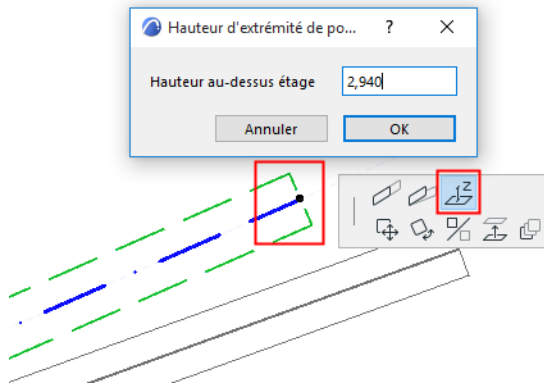 Hauteur d'extrémité de po...
?
Hauteur au-dessus étage 2,940
Annuler OK
Z